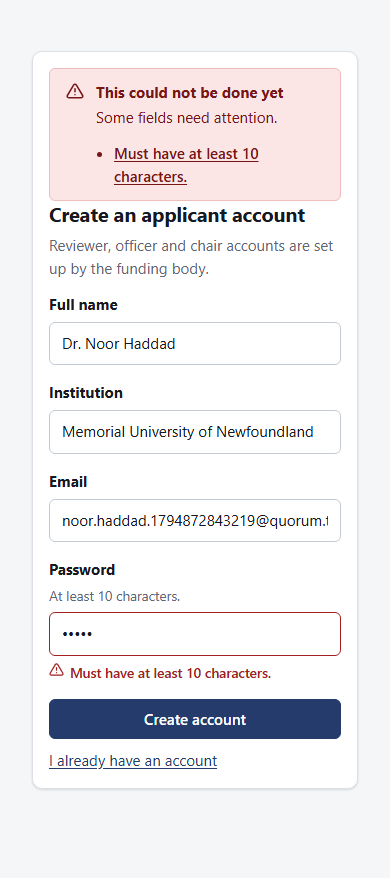 This could not be done yet
Some fields need attention.
• Must have at least 10
characters.
Create an applicant account
Reviewer, officer and chair accounts are set
up by the funding body.
Full name
Dr. Noor Haddad
Institution
Memorial University of Newfoundland
Email
noor.haddad.1794872843219@quorum.t
Password
At least 10 characters.
•••••
Must have at least 10 characters.
Create account
I already have an account